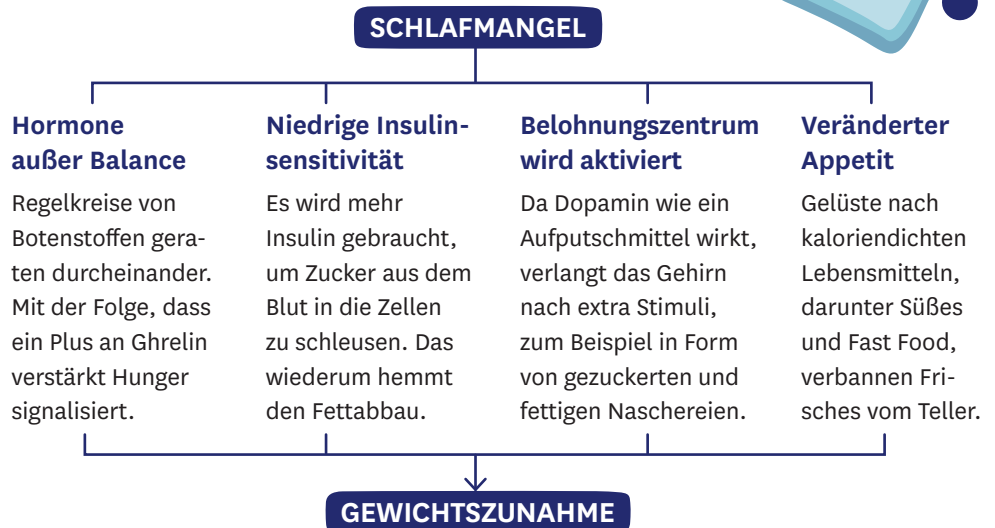 SCHLAFMANGEL
Hormone
außer Balance
Regelkreise von
Botenstoffen gera-
ten durcheinander.
Mit der Folge, dass
ein Plus an Ghrelin
verstärkt Hunger
signalisiert.
Niedrige Insulin-
sensitivität
Es wird mehr
Insulin gebraucht,
um Zucker aus dem
Blut in die Zellen
zu schleusen. Das
wiederum hemmt
den Fettabbau.
Belohnungszentrum
wird aktiviert
Da Dopamin wie ein
Aufputschmittel wirkt,
verlangt das Gehirn
nach extra Stimuli,
zum Beispiel in Form
von gezuckerten und
fettigen Naschereien.
Veränderter
Appetit
Gelüste nach
kaloriendichten
Lebensmitteln,
darunter Süßes
und Fast Food,
verbannen Fri-
sches vom Teller.
GEWICHTSZUNAHME